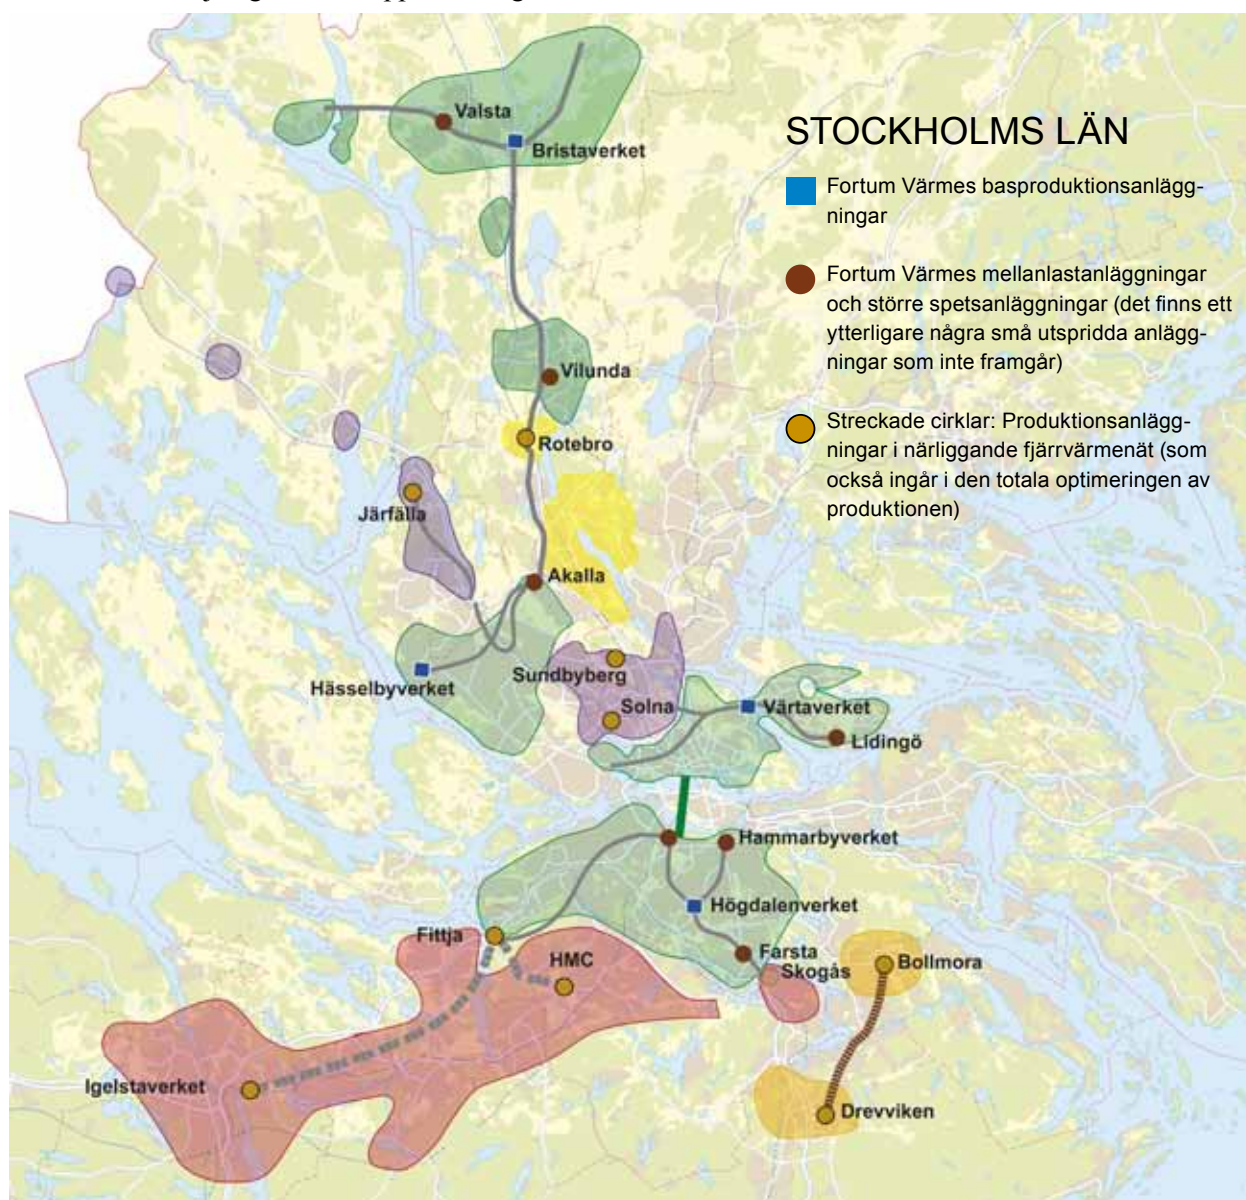 Valsta
Bristaverket
STOCKHOLMS LÄN
Fortum Värmes basproduktionsanlägg-
ningar
Fortum Värmes mellanlastanläggningar
och större spetsanläggningar (det finns ett
ytterligare några små utspridda anlägg-
ningar som inte framgår)
Streckade cirklar: Produktionsanlägg-
ningar i närliggande fjärrvärmenät (som
också ingår i den totala optimeringen av
produktionen)
Vilunda
Rotebro
Järfälla
Akalla
Hässelbyverket
Sundbyberg
Solna
Värtaverket
Lidingö
Hammarbyverket
Högdalenverket
Fittja
HMC
Farsta
Skogås
Bollmora
Igelstaverket
Drevviken